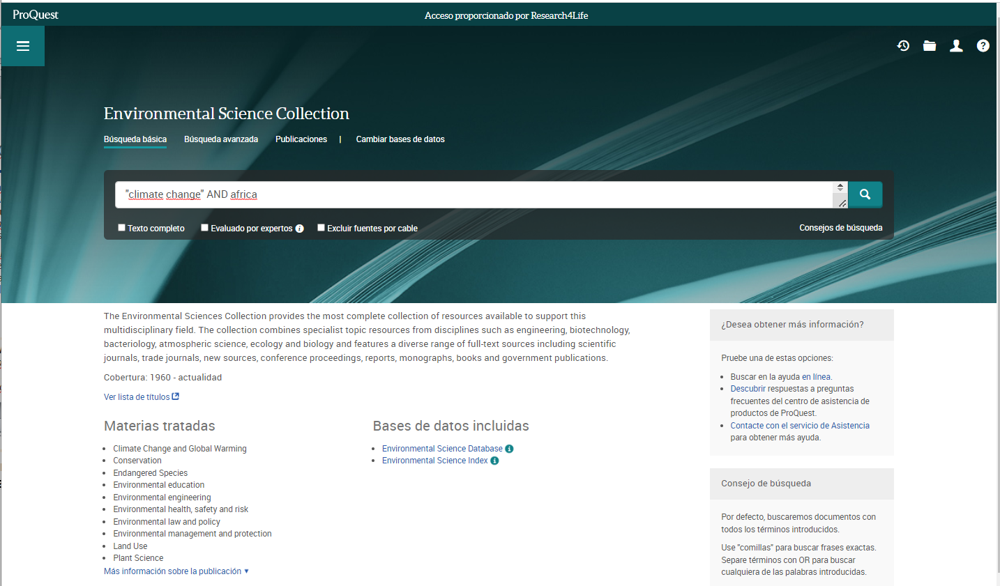 ProQuest
Acceso proporcionado por Research4Life
Environmental Science Collection
Búsqueda básica Búsqueda avanzada Publicaciones | Cambiar bases de datos
"climate change" AND africa
Texto completo Evaluado por expertos Excluir fuentes por cable Consejos de búsqueda
The Environmental Sciences Collection provides the most complete collection of resources available to support this
multidisciplinary field. The collection combines specialist topic resources from disciplines such as engineering, biotechnology,
bacteriology, atmospheric science, ecology and biology and features a diverse range of full-text sources including scientific
journals, trade journals, new sources, conference proceedings, reports, monographs, books and government publications.
Cobertura: 1960 - actualidad
Ver lista de títulos
Materias tratadas
Climate Change and Global Warming
Conservation
Endangered Species
Environmental education
Environmental engineering
Environmental health, safety and risk
Environmental law and policy
Environmental management and protection
Land Use
Plant Science
Más información sobre la publicación ▼
Bases de datos incluidas
Environmental Science Database
Environmental Science Index
¿Desea obtener más información?
Pruebe una de estas opciones:
Buscar en la ayuda en línea.
Descubrir respuestas a preguntas
frecuentes del centro de asistencia de
productos de ProQuest.
Contacte con el servicio de Asistencia
para obtener más ayuda.
Consejo de búsqueda
Por defecto, buscaremos documentos con
todos los términos introducidos.
Use "comillas" para buscar frases exactas.
Separe términos con OR para buscar
cualquiera de las palabras introducidas.